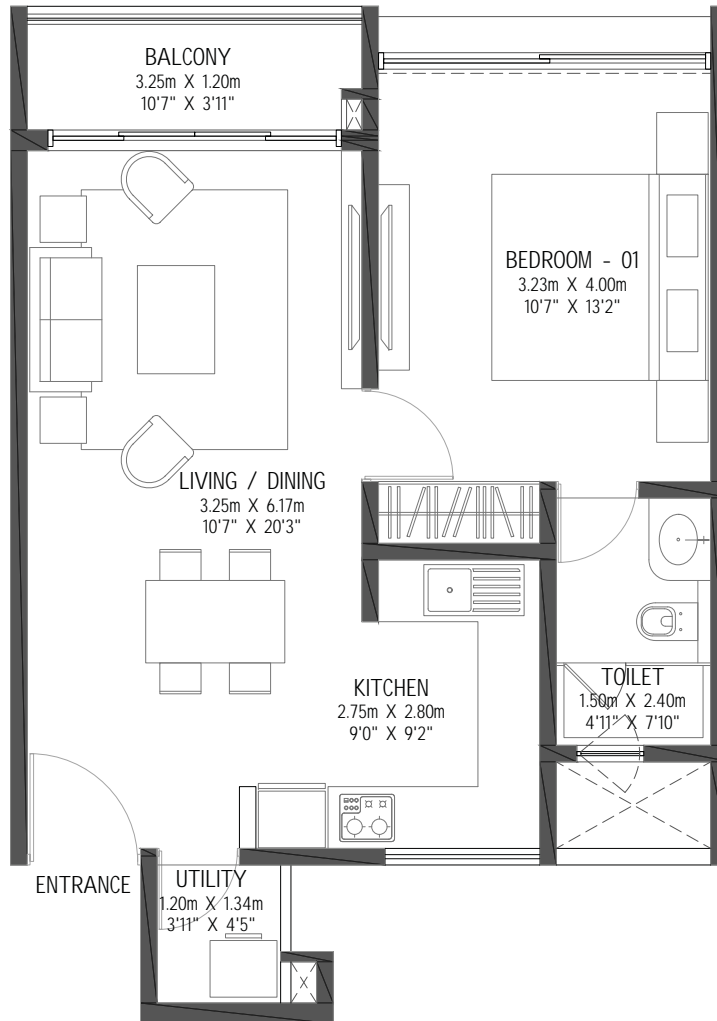 BALCONY
3.25m X 1.20m
10'7" X 3'11"
BEDROOM - 01
3.23m X 4.00m
10'7" X 13'2"
LIVING / DINING
3.25m X 6.17m
10'7" X 20'3"
KITCHEN
2.75m X 2.80m
9'0" X 9'2"
TOILET
1.50m X 2.40m
4'11" X 7'10"
ENTRANCE
UTILITY
1.20m X 1.34m
3'11" X 4'5"